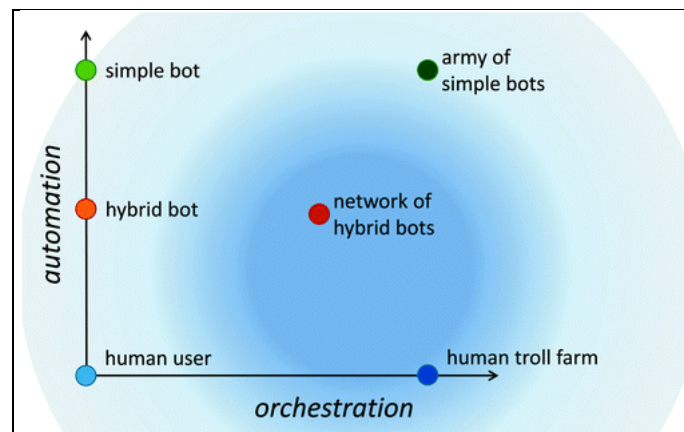 simple bot
army of
simple bots
automation
hybrid bot
network of
hybrid bots
human user
human troll farm
orchestration